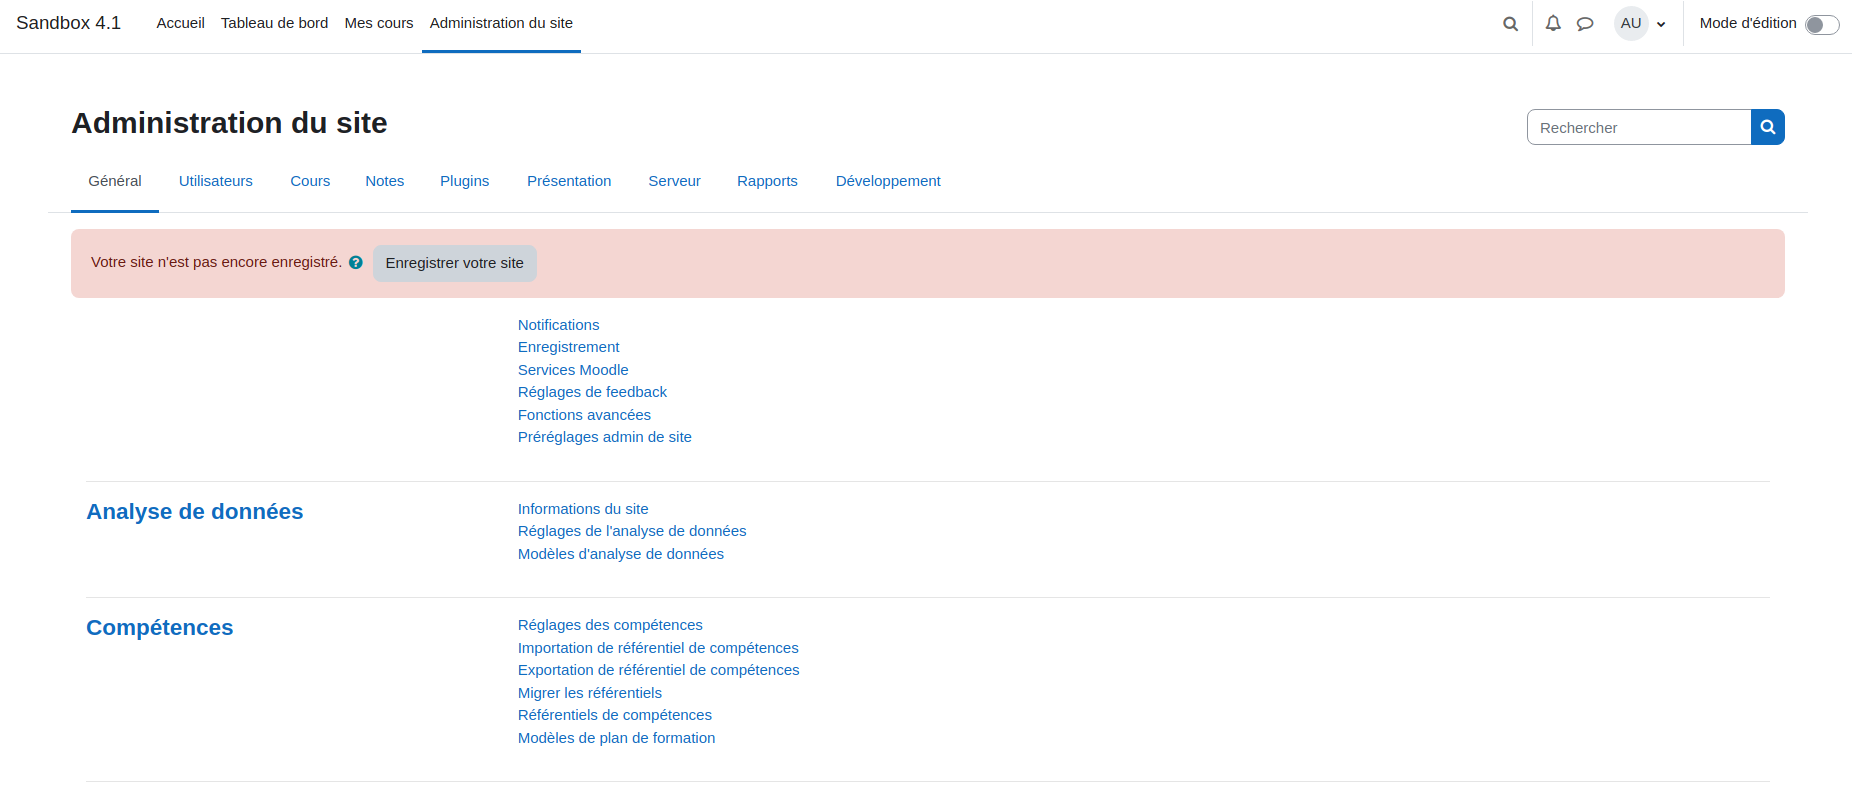 Sandbox 4.1 Accueil Tableau de bord Mes cours Administration du site AU Mode d'édition
Administration du site
Rechercher
Général Utilisateurs Cours Notes Plugins Présentation Serveur Rapports Développement
Votre site n'est pas encore enregistré. ? Enregistrer votre site
Notifications
Enregistrement
Services Moodle
Réglages de feedback
Fonctions avancées
Préréglages admin de site
Analyse de données
Informations du site
Réglages de l'analyse de données
Modèles d'analyse de données
Compétences
Réglages des compétences
Importation de référentiel de compétences
Exportation de référentiel de compétences
Migrer les référentiels
Référentiels de compétences
Modèles de plan de formation